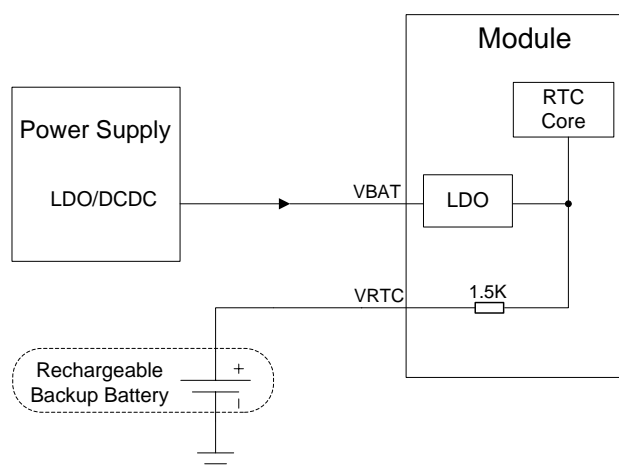 Module
RTC
Core
Power Supply
LDO/DCDC
VBAT
LDO
VRTC
1.5K
Rechargeable
Backup Battery
+